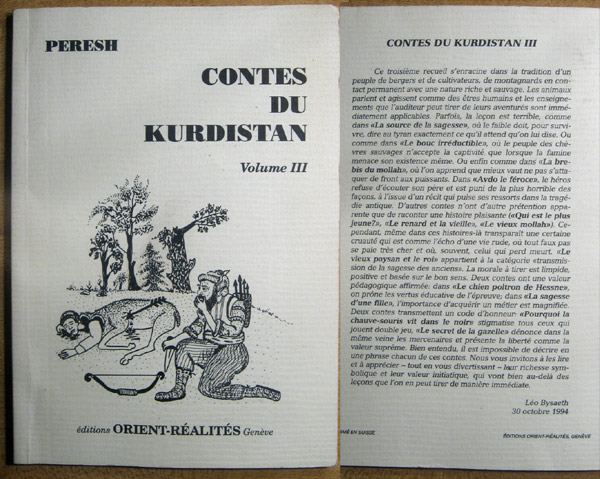 PERESH
CONTES
DU
KURDISTAN
Volume III
éditions ORIENT-RÉALITÉS Genève
CONTES DU KURDISTAN III
Ce troisième recueil s'enracine dans la tradition d'un
peuple de bergers et de cultivateurs, de montagnards en con-
tact permanent avec une nature riche et sauvage. Les animaux
parlent et agissent comme des êtres humains et les enseigne-
ments que l'auditeur peut tirer de leurs aventures sont immé-
diatement applicables. Parfois, la leçon est terrible, comme
dans «La source de la sagesse», où le faible doit, pour survi-
vre, dire au tyran exactement ce qu'il attend qu'on lui dise. Ou
comme dans «Le bouc irréductible», où le peuple des chè-
vres sauvages n'accepte la captivité que lorsque la famine
menace son existence même. Ou enfin comme dans «La bre-
bis du mollah», où l'on apprend que mieux vaut ne pas s'atta-
quer de front aux puissants. Dans «Avdo le féroce», le héros
refuse d'écouter son père et est puni de la plus horrible des
façons, à l'issue d'un récit qui puise ses ressorts dans la tragé-
die antique. D'autres contes n'ont d'autre prétention appa-
rente que de raconter une histoire plaisante («Qui est le plus
jeune?», «Le renard et la vieille», «Le vieux mollah»). Ce-
pendant, même dans ces histoires-là transparaît une certaine
cruauté qui est comme l'écho d'une vie rude, où tout faux pas
se paie très cher et où, souvent, celui qui perd meurt. «Le
vieux paysan et le roi» appartient à la catégorie «transmis-
sion de la sagesse des anciens». La morale à tirer est limpide,
positive et basée sur le bon sens. Deux contes ont une valeur
pédagogique affirmée: dans «Le chien poltron de Hessne»,
on prône les vertus éducative de l'épreuve; dans «La sagesse
d'une fille», l'importance d'acquérir un métier est magnifiée.
Deux contes transmettent un code d'honneur: «Pourquoi la
chauve-souris vit dans le noir» stigmatise tous ceux qui
jouent double jeu, «Le secret de la gazelle» dénonce dans la
même veine les mercenaires et présente la liberté comme la
valeur suprême. Bien entendu, il est impossible de décrire en
une phrase chacun de ces contes. Nous vous invitons à les lire
et à apprécier – tout en vous divertissant – leur richesse sym-
bolique et leur valeur initiatique, qui vont bien au-delà des
leçons que l'on en peut tirer de manière immédiate.
Léo Bysaeth
30 octobre 1994
EN SUISSE
ÉDITIONS ORIENT-RÉALITÉS, GENÈVE